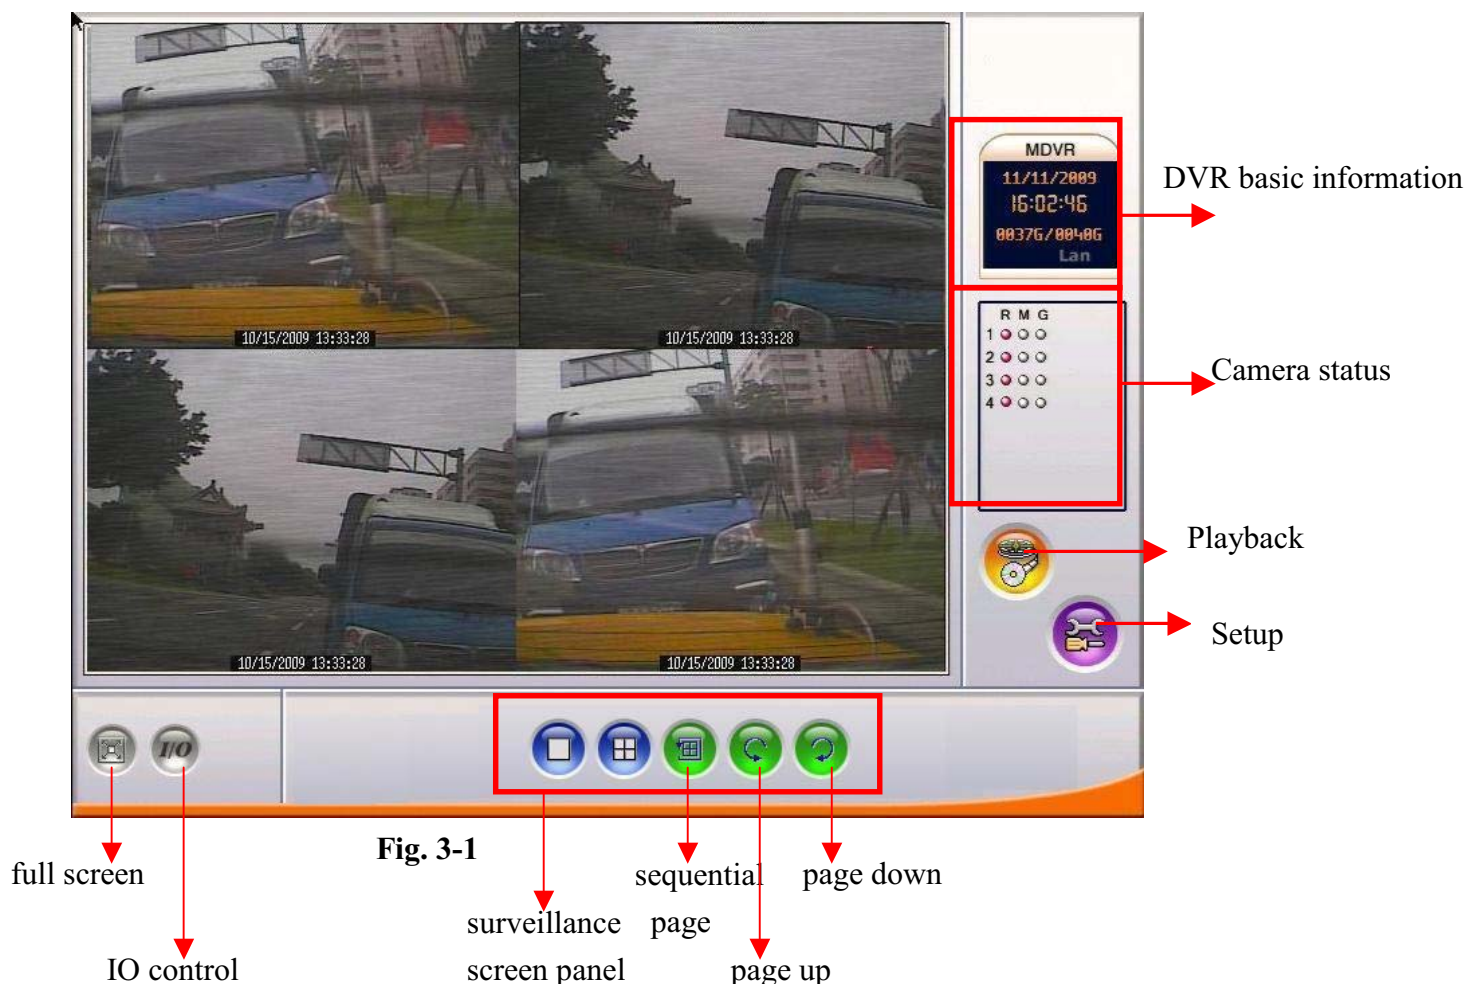 MDVR
11/11/2009
16:02:46
0037G/0040G
Lan
DVR basic information
R M G
1
2
3
4
Camera status
10/15/2009 13:33:28
10/15/2009 13:33:28
10/15/2009 13:33:28
10/15/2009 13:33:28
Playback
Setup
I/O
Fig. 3-1
full screen
IO control
surveillance
screen panel
sequential
page
page up
page down